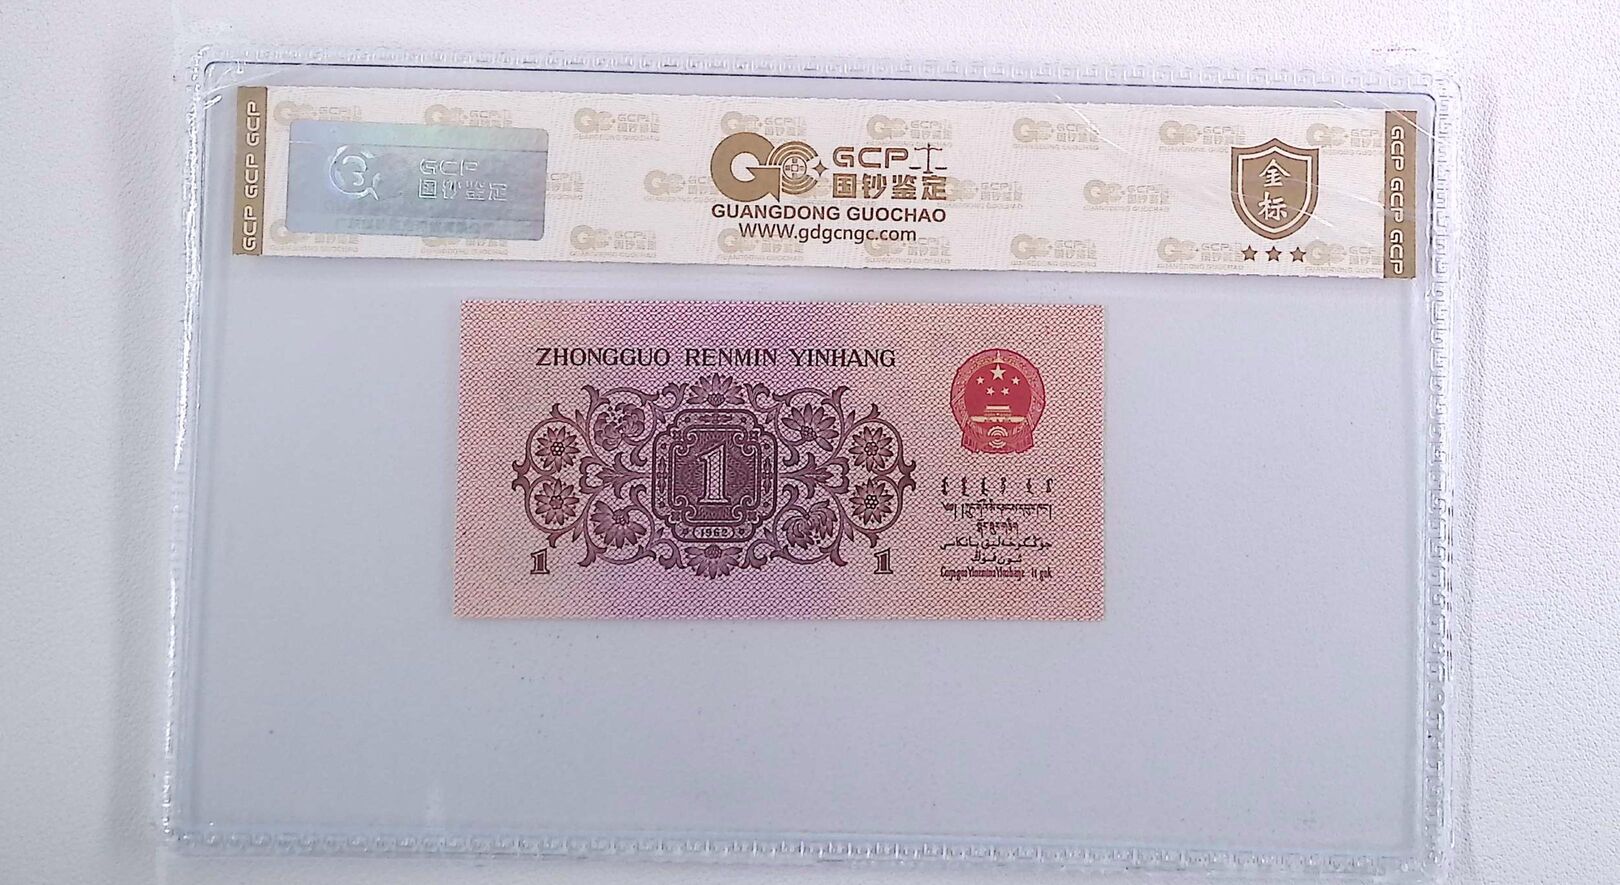 GCP GCP GCP
GCP
国钞鉴定
GCP
国钞鉴定
GUANGDONG GUOCHAO
www.gdgcngc.com
金标
GCP GCP GCP
ZHONGGUO RENMIN YINHANG
1
1962
1
1